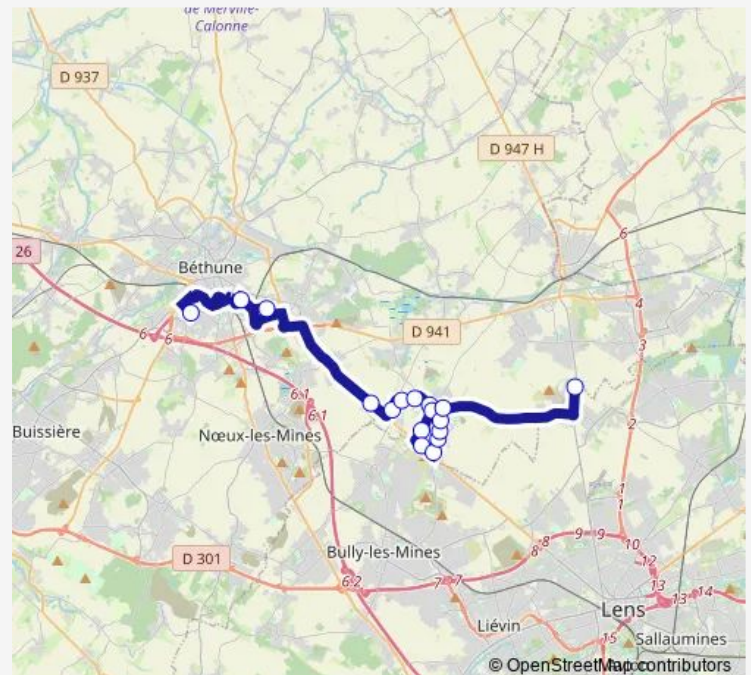 de Merville-
Calonne
D 937
D 947 H
26
Béthune
6
6
6
4
D 941
3
6.1
6.1
2
Buissière
Nœux-les-Mines
1
1
D 301
Bully-les-Mines
6 2
7
7
8
8
9
9
10
12
13
13
14
Lens
Liévin
15
Sallaumines
© OpenStreetMap contributors